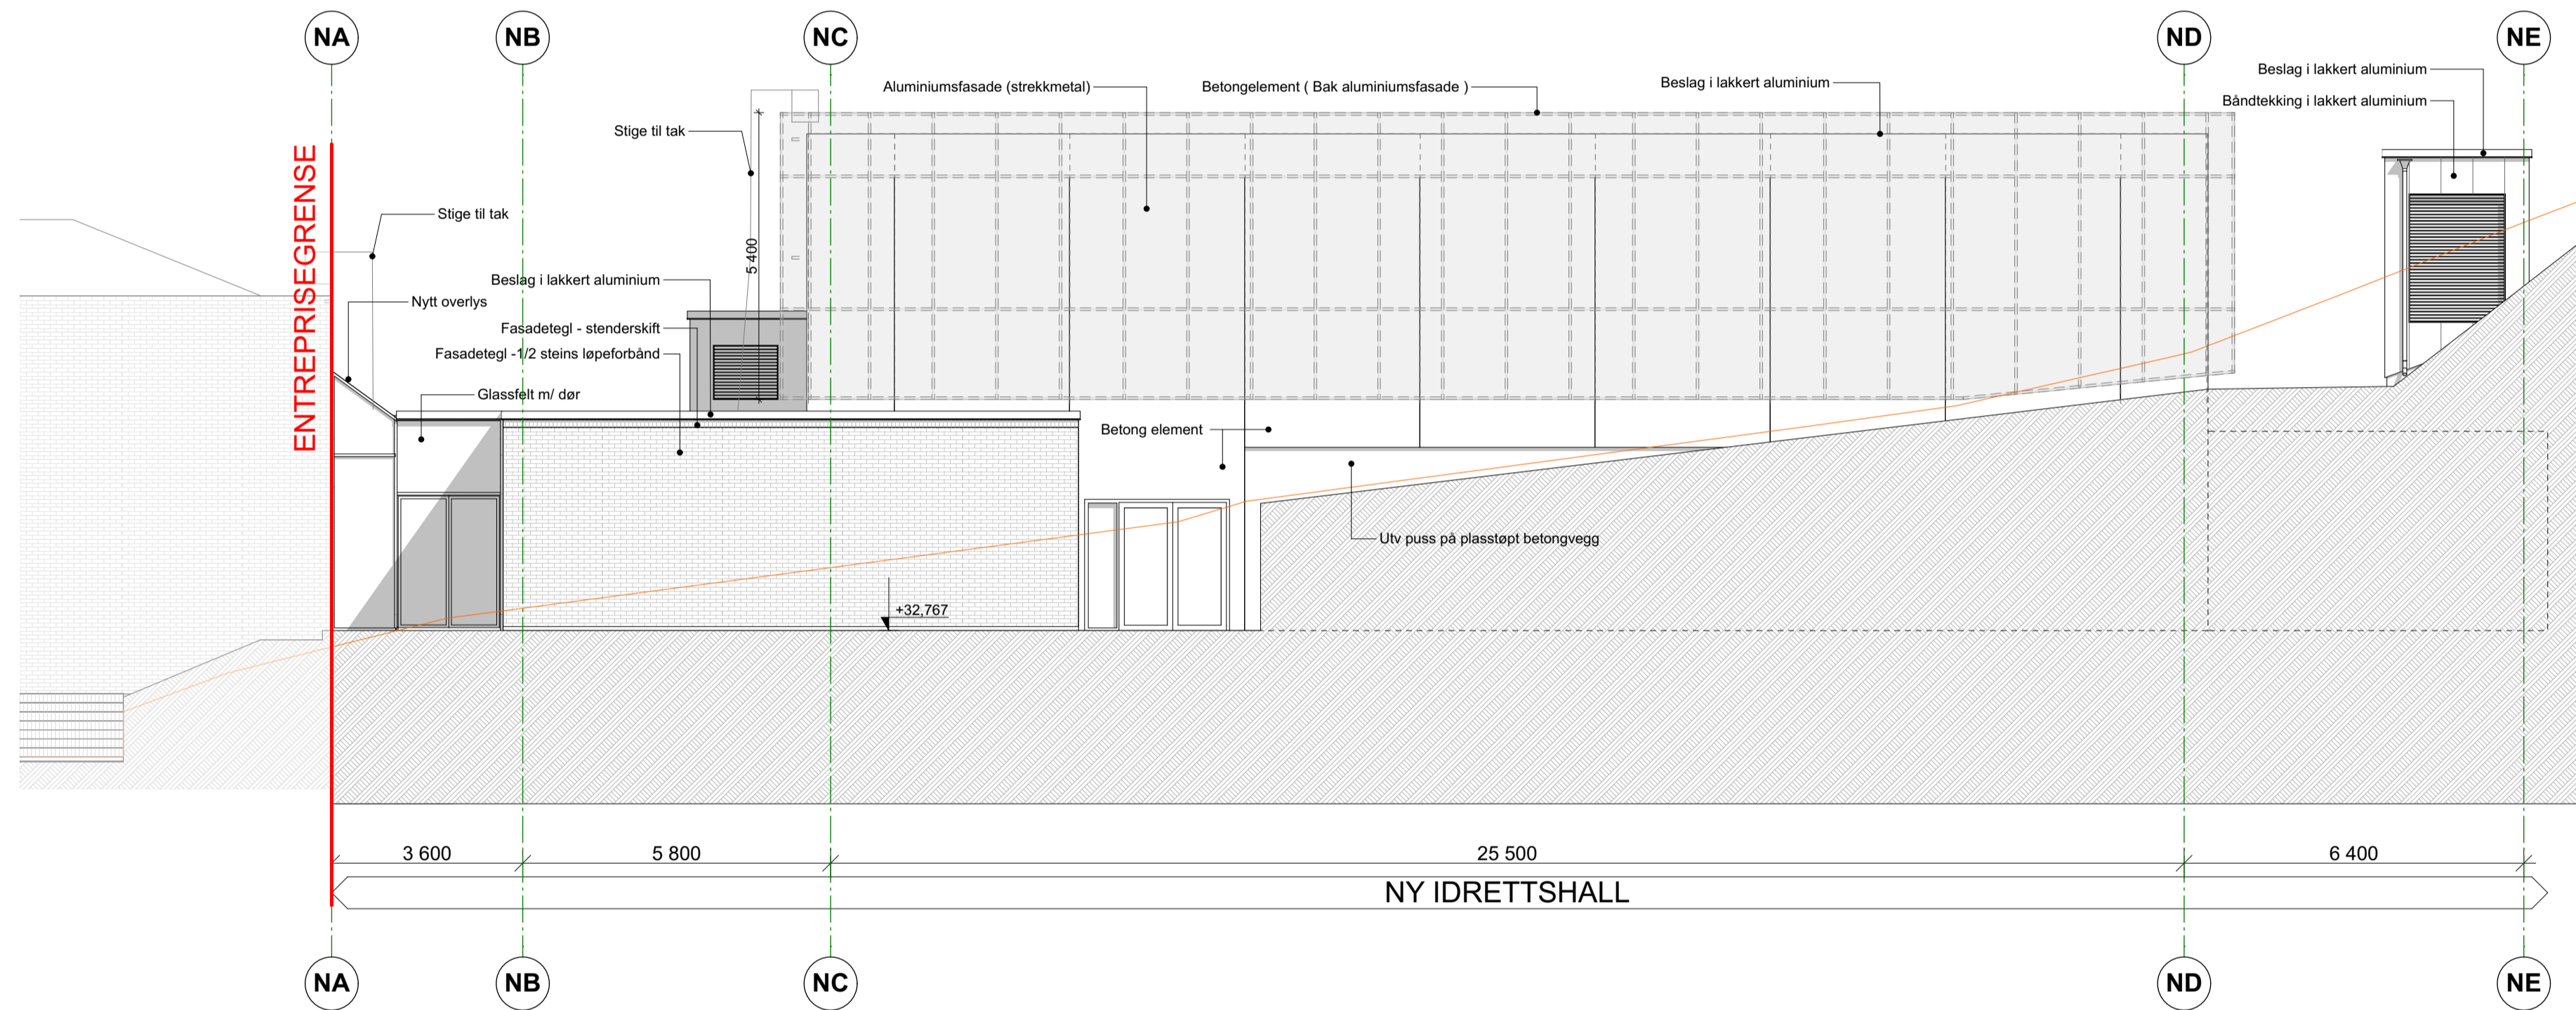 NA
NB
NC
ND
NE
Beslag i lakkert aluminium
Aluminiumsfasade (strekkmetal)
Betongelement ( Bak aluminiumsfasade )
Beslag i lakkert aluminium
Båndtekking i lakkert aluminium
Stige til tak
ENTREPRISEGRENSE
Stige til tak
5 400
Beslag i lakkert aluminium
Nytt overlys
Fasadetegl - stenderskift
Fasadetegl -1/2 steins løpeforbånd
Glassfelt m/ dør
Betong element
Utv puss på plasstøpt betongvegg
+32,767
3 600
5 800
25 500
6 400
NY IDRETTSHALL
NA
NB
NC
ND
NE